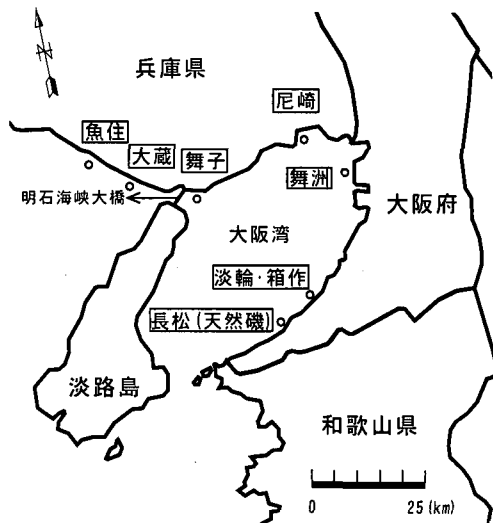 N
兵庫県
尼崎
魚住
大蔵
舞子
舞洲
明石海峡大橋
大阪府
大阪湾
淡輪・箱作
長松(天然磯)
淡路島
和歌山県
0 25(km)